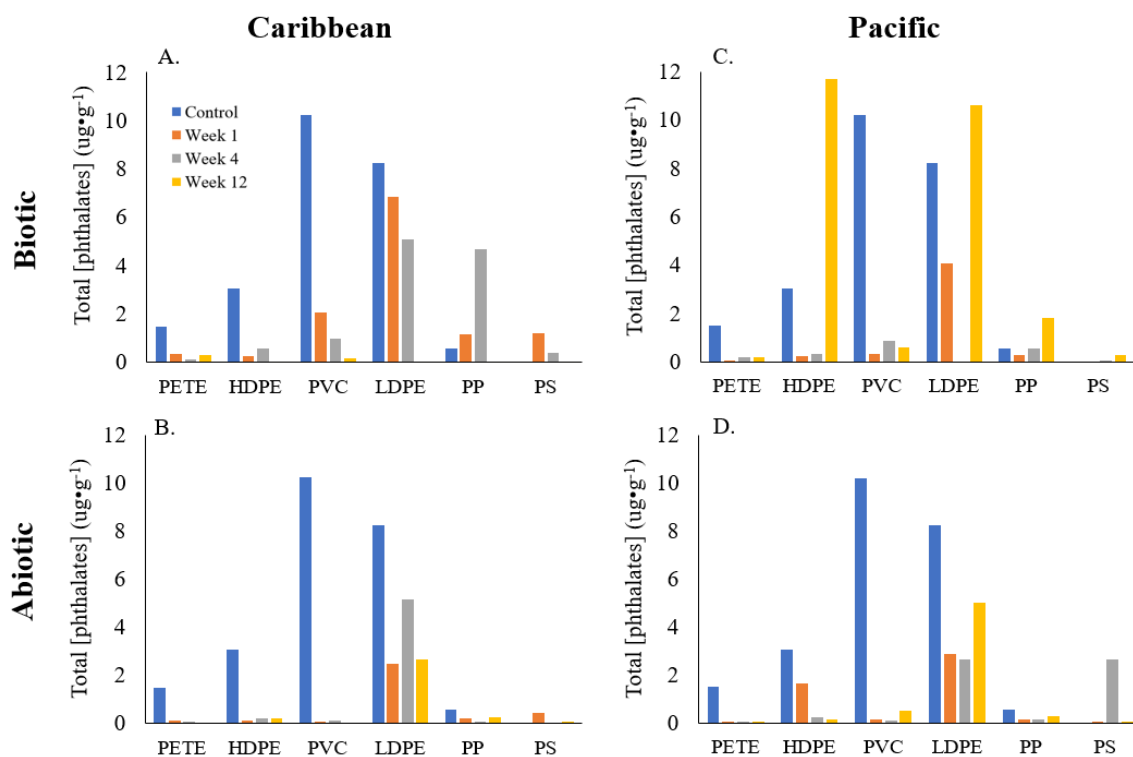 Caribbean
Pacific
Biotic
Abiotic
A.
Total [phthalates] (ug•g⁻¹)
12
10
8
6
4
2
0
Control
Week 1
Week 4
Week 12
PETE HDPE PVC LDPE PP PS
C.
Total [phthalates] (ug•g⁻¹)
12
10
8
6
4
2
0
PETE HDPE PVC LDPE PP PS
B.
Total [phthalates] (ug•g⁻¹)
12
10
8
6
4
2
0
PETE HDPE PVC LDPE PP PS
D.
Total [phthalates] (ug•g⁻¹)
12
10
8
6
4
2
0
PETE HDPE PVC LDPE PP PS